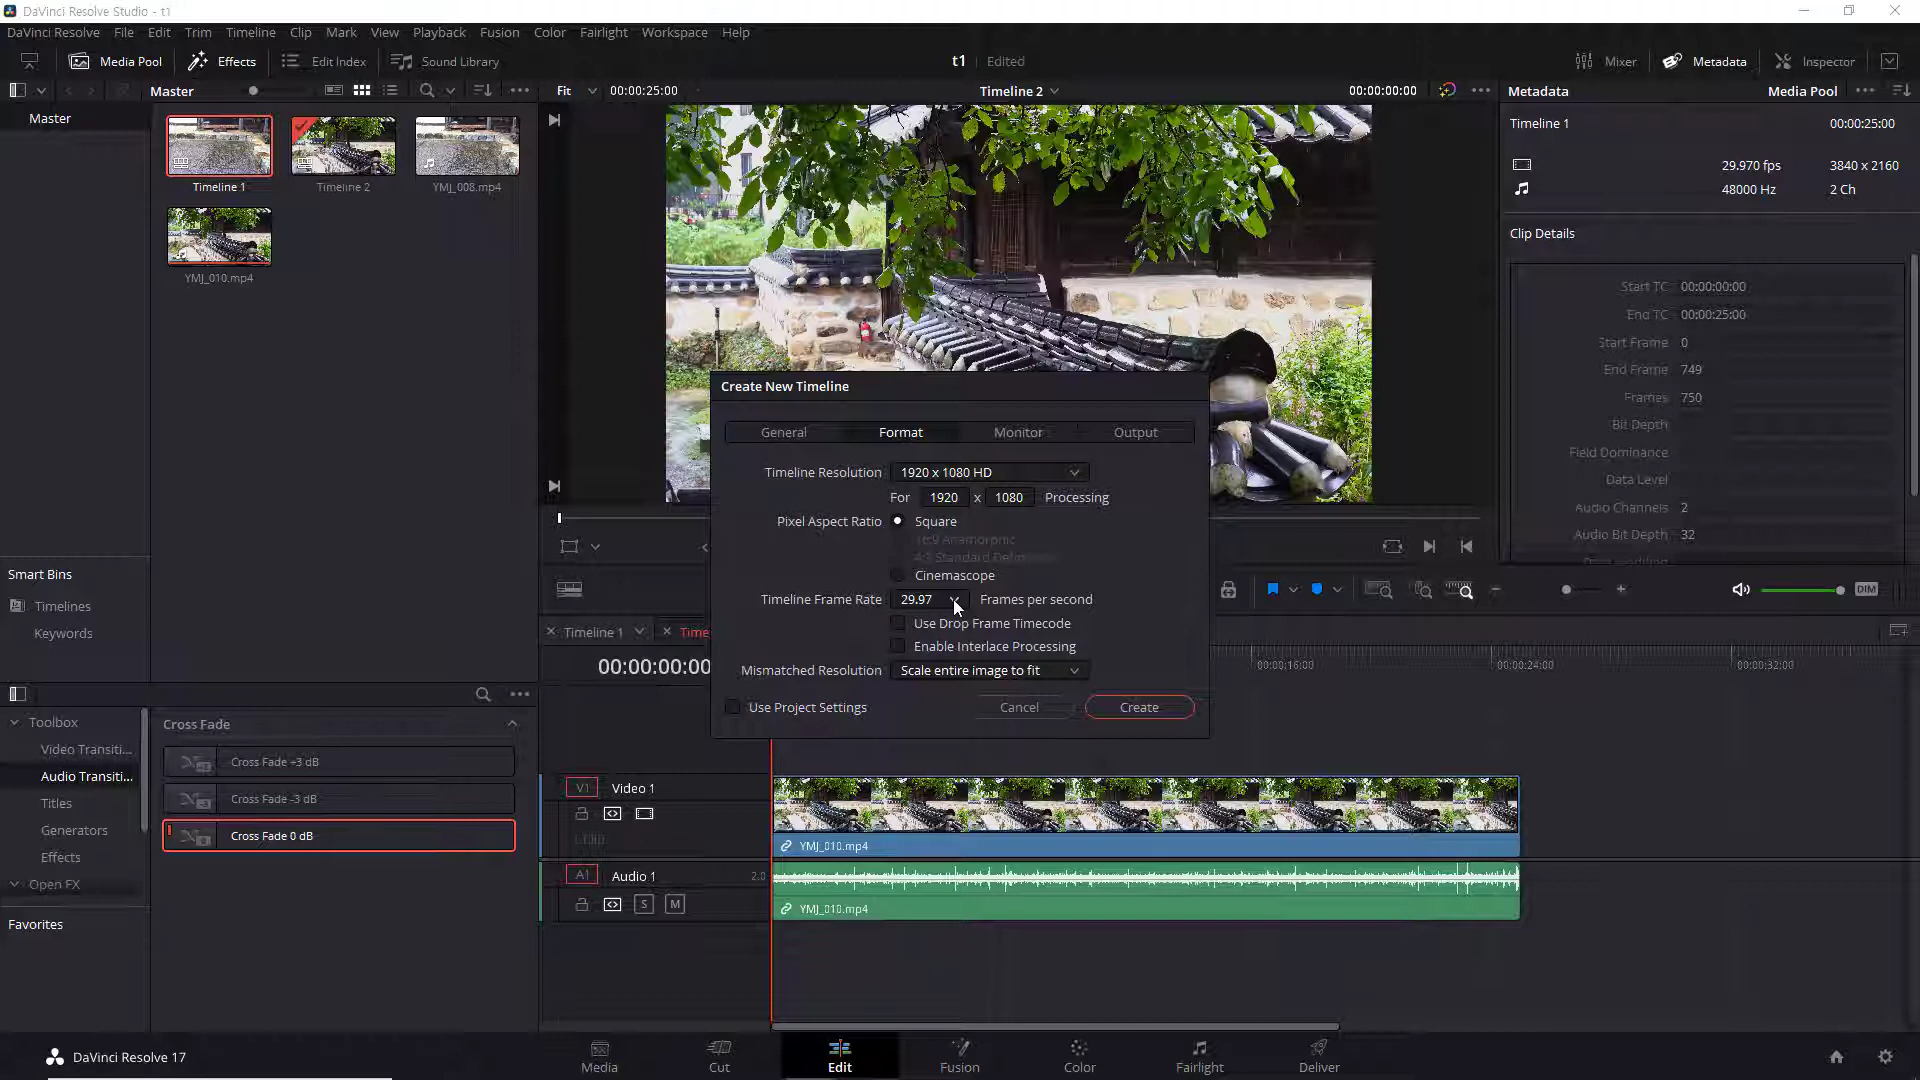 DaVinci Resolve Studio - t1
DaVinci Resolve File Edit Trim Timeline Clip Mark View Playback Fusion Color Fairlight Workspace Help
Media Pool Effects Edit Index Sound Library t1 Edited Mixer Metadata Inspector
Master Fit 00:00:25:00 Timeline 2 00:00:00:00 Metadata Media Pool
Master
Timeline 1 Timeline 2 YMJ_008.mp4
YMJ_010.mp4
Timeline 1 00:00:25:00
29.970 fps 3840 x 2160
48000 Hz 2 Ch
Clip Details
Start TC 00:00:00:00
End TC 00:00:25:00
Start Frame 0
End Frame 749
Frames 750
Bit Depth
Field Dominance
Data Level
Audio Channels 2
Audio Bit Depth 32
Create New Timeline
General Format Monitor Output
Timeline Resolution 1920 x 1080 HD
For 1920 x 1080 Processing
Pixel Aspect Ratio Square
16:9 Anamorphic
4:3 Standard Definition
Cinemascope
Timeline Frame Rate 29.97 Frames per second
Use Drop Frame Timecode
Enable Interlace Processing
Mismatched Resolution Scale entire image to fit
Use Project Settings Cancel Create
Smart Bins
Timelines
Keywords
DIM
Timeline 1 Time
00:00:00:00 00:00:16:00 00:00:24:00 00:00:32:00
Toolbox
Video Transiti...
Audio Transiti...
Titles
Generators
Effects
Open FX
Favorites
Cross Fade
Cross Fade +3 dB
Cross Fade -3 dB
Cross Fade 0 dB
V1 Video 1
YMJ_010.mp4
A1 Audio 1 2.0
S M
YMJ_010.mp4
DaVinci Resolve 17
Media Cut Edit Fusion Color Fairlight Deliver